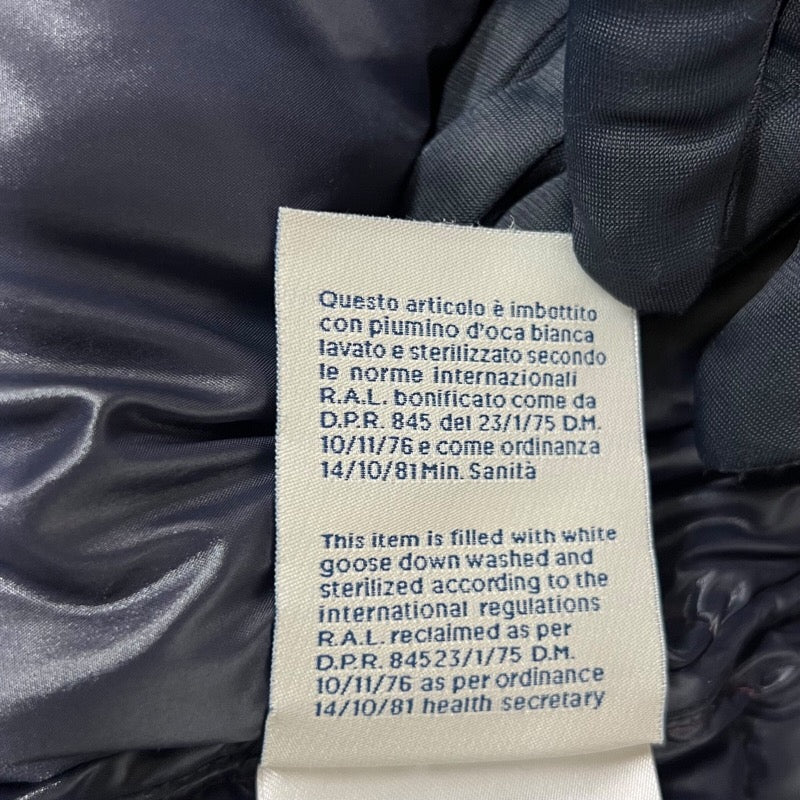 Questo articolo è imbottito
con piumino d'oca bianca
lavato e sterilizzato secondo
le norme internazionali
R.A.L. bonificato come da
D.P.R. 845 del 23/1/75 D.M.
10/11/76 e come ordinanza
14/10/81 Min. Sanità
This item is filled with white
goose down washed and
sterilized according to the
international regulations
R.A.L. reclaimed as per
D.P.R. 84523/1/75 D.M.
10/11/76 as per ordinance
14/10/81 health secretary